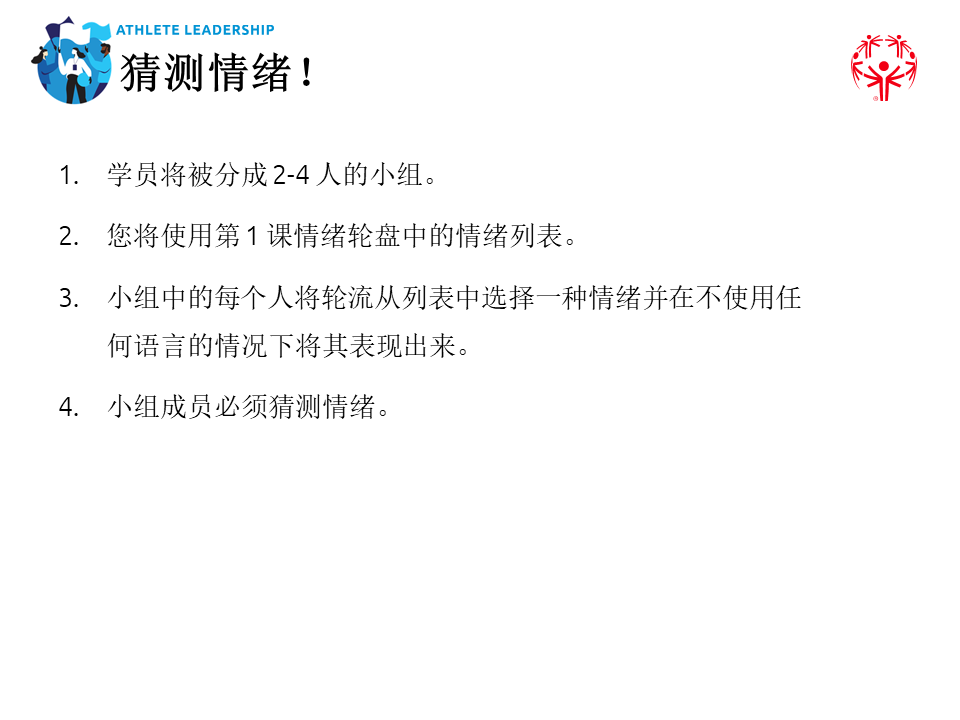 ATHLETE LEADERSHIP
猜测情绪！
1. 学员将被分成 2-4 人的小组。
2. 您将使用第 1 课情绪轮盘中的情绪列表。
3. 小组中的每个人将轮流从列表中选择一种情绪并在不使用任
何语言的情况下将其表现出来。
4. 小组成员必须猜测情绪。